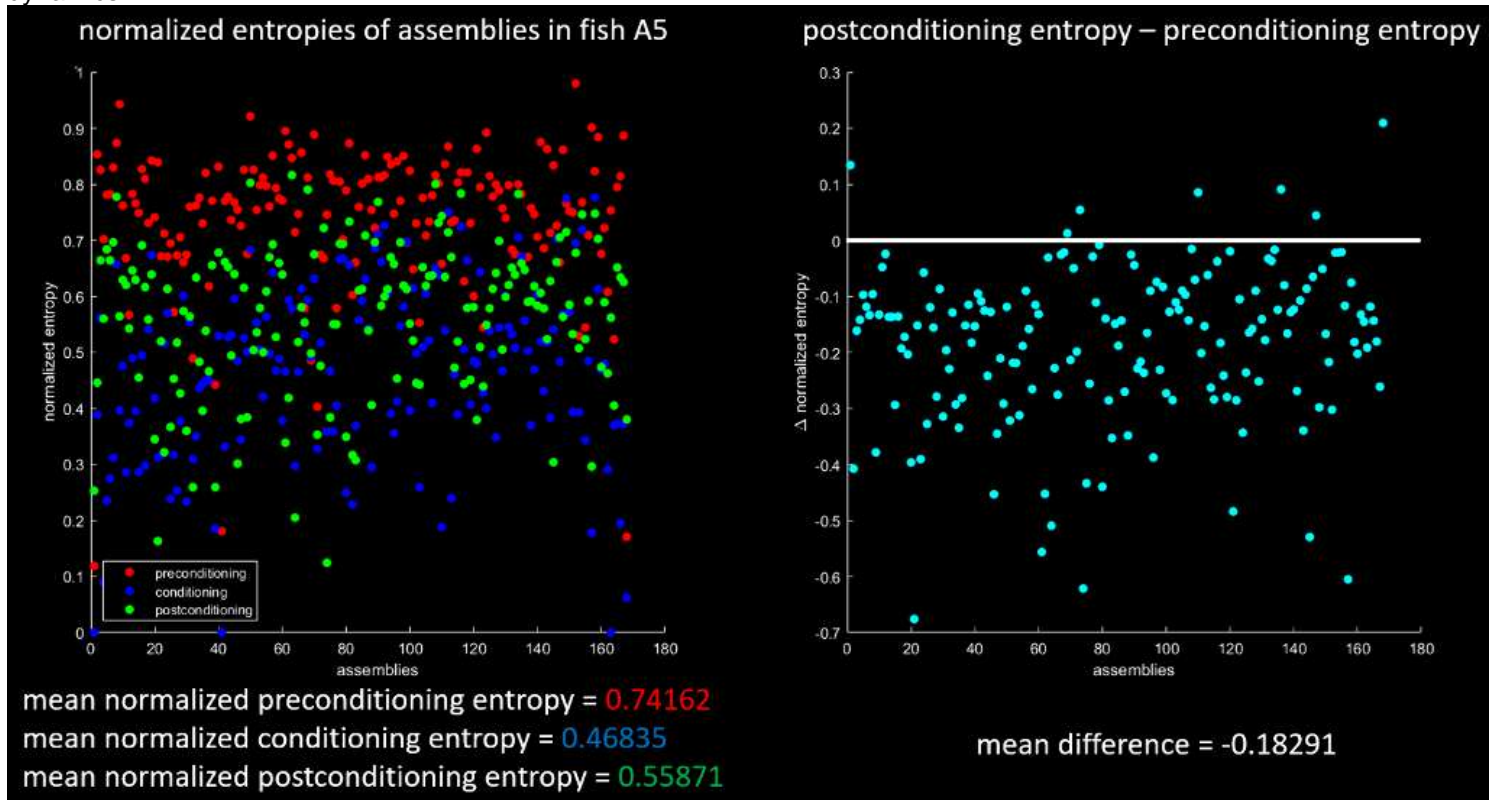 normalized entropies of assemblies in fish A5
1
0.9
0.8
0.7
0.6
0.5
0.4
0.3
0.2
0.1
0
normalized entropy
preconditioning
conditioning
postconditioning
0 20 40 60 80 100 120 140 160 180
assemblies
mean normalized preconditioning entropy = 0.74162
mean normalized conditioning entropy = 0.46835
mean normalized postconditioning entropy = 0.55871
postconditioning entropy – preconditioning entropy
0.3
0.2
0.1
0
-0.1
-0.2
-0.3
-0.4
-0.5
-0.6
-0.7
Δ normalized entropy
0 20 40 60 80 100 120 140 160 180
assemblies
mean difference = -0.18291